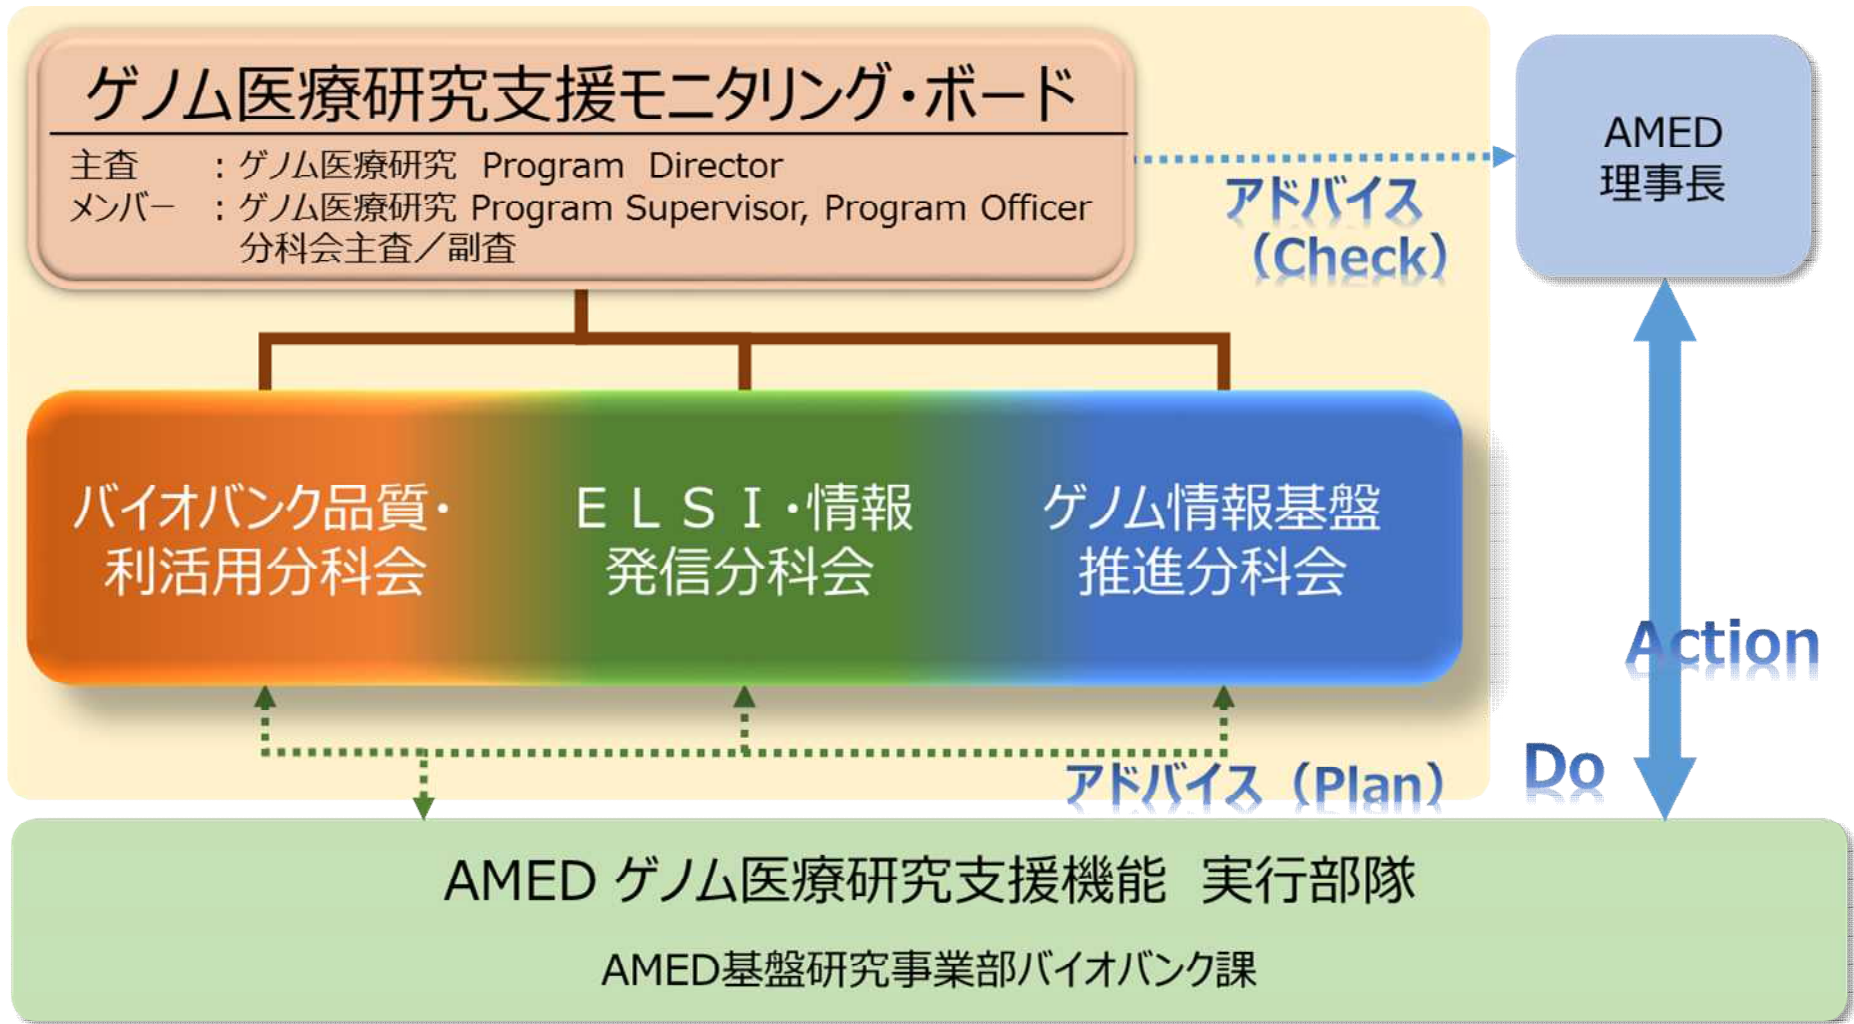 ゲノム医療研究支援モニタリング・ボード
主査 : ゲノム医療研究 Program Director
メンバー : ゲノム医療研究 Program Supervisor, Program Officer
分科会主査／副査
アドバイス
（Check）
AMED
理事長
バイオバンク品質・
利活用分科会
ＥＬＳＩ・情報
発信分科会
ゲノム情報基盤
推進分科会
Action
Do
アドバイス（Plan）
AMED ゲノム医療研究支援機能 実行部隊
AMED基盤研究事業部バイオバンク課